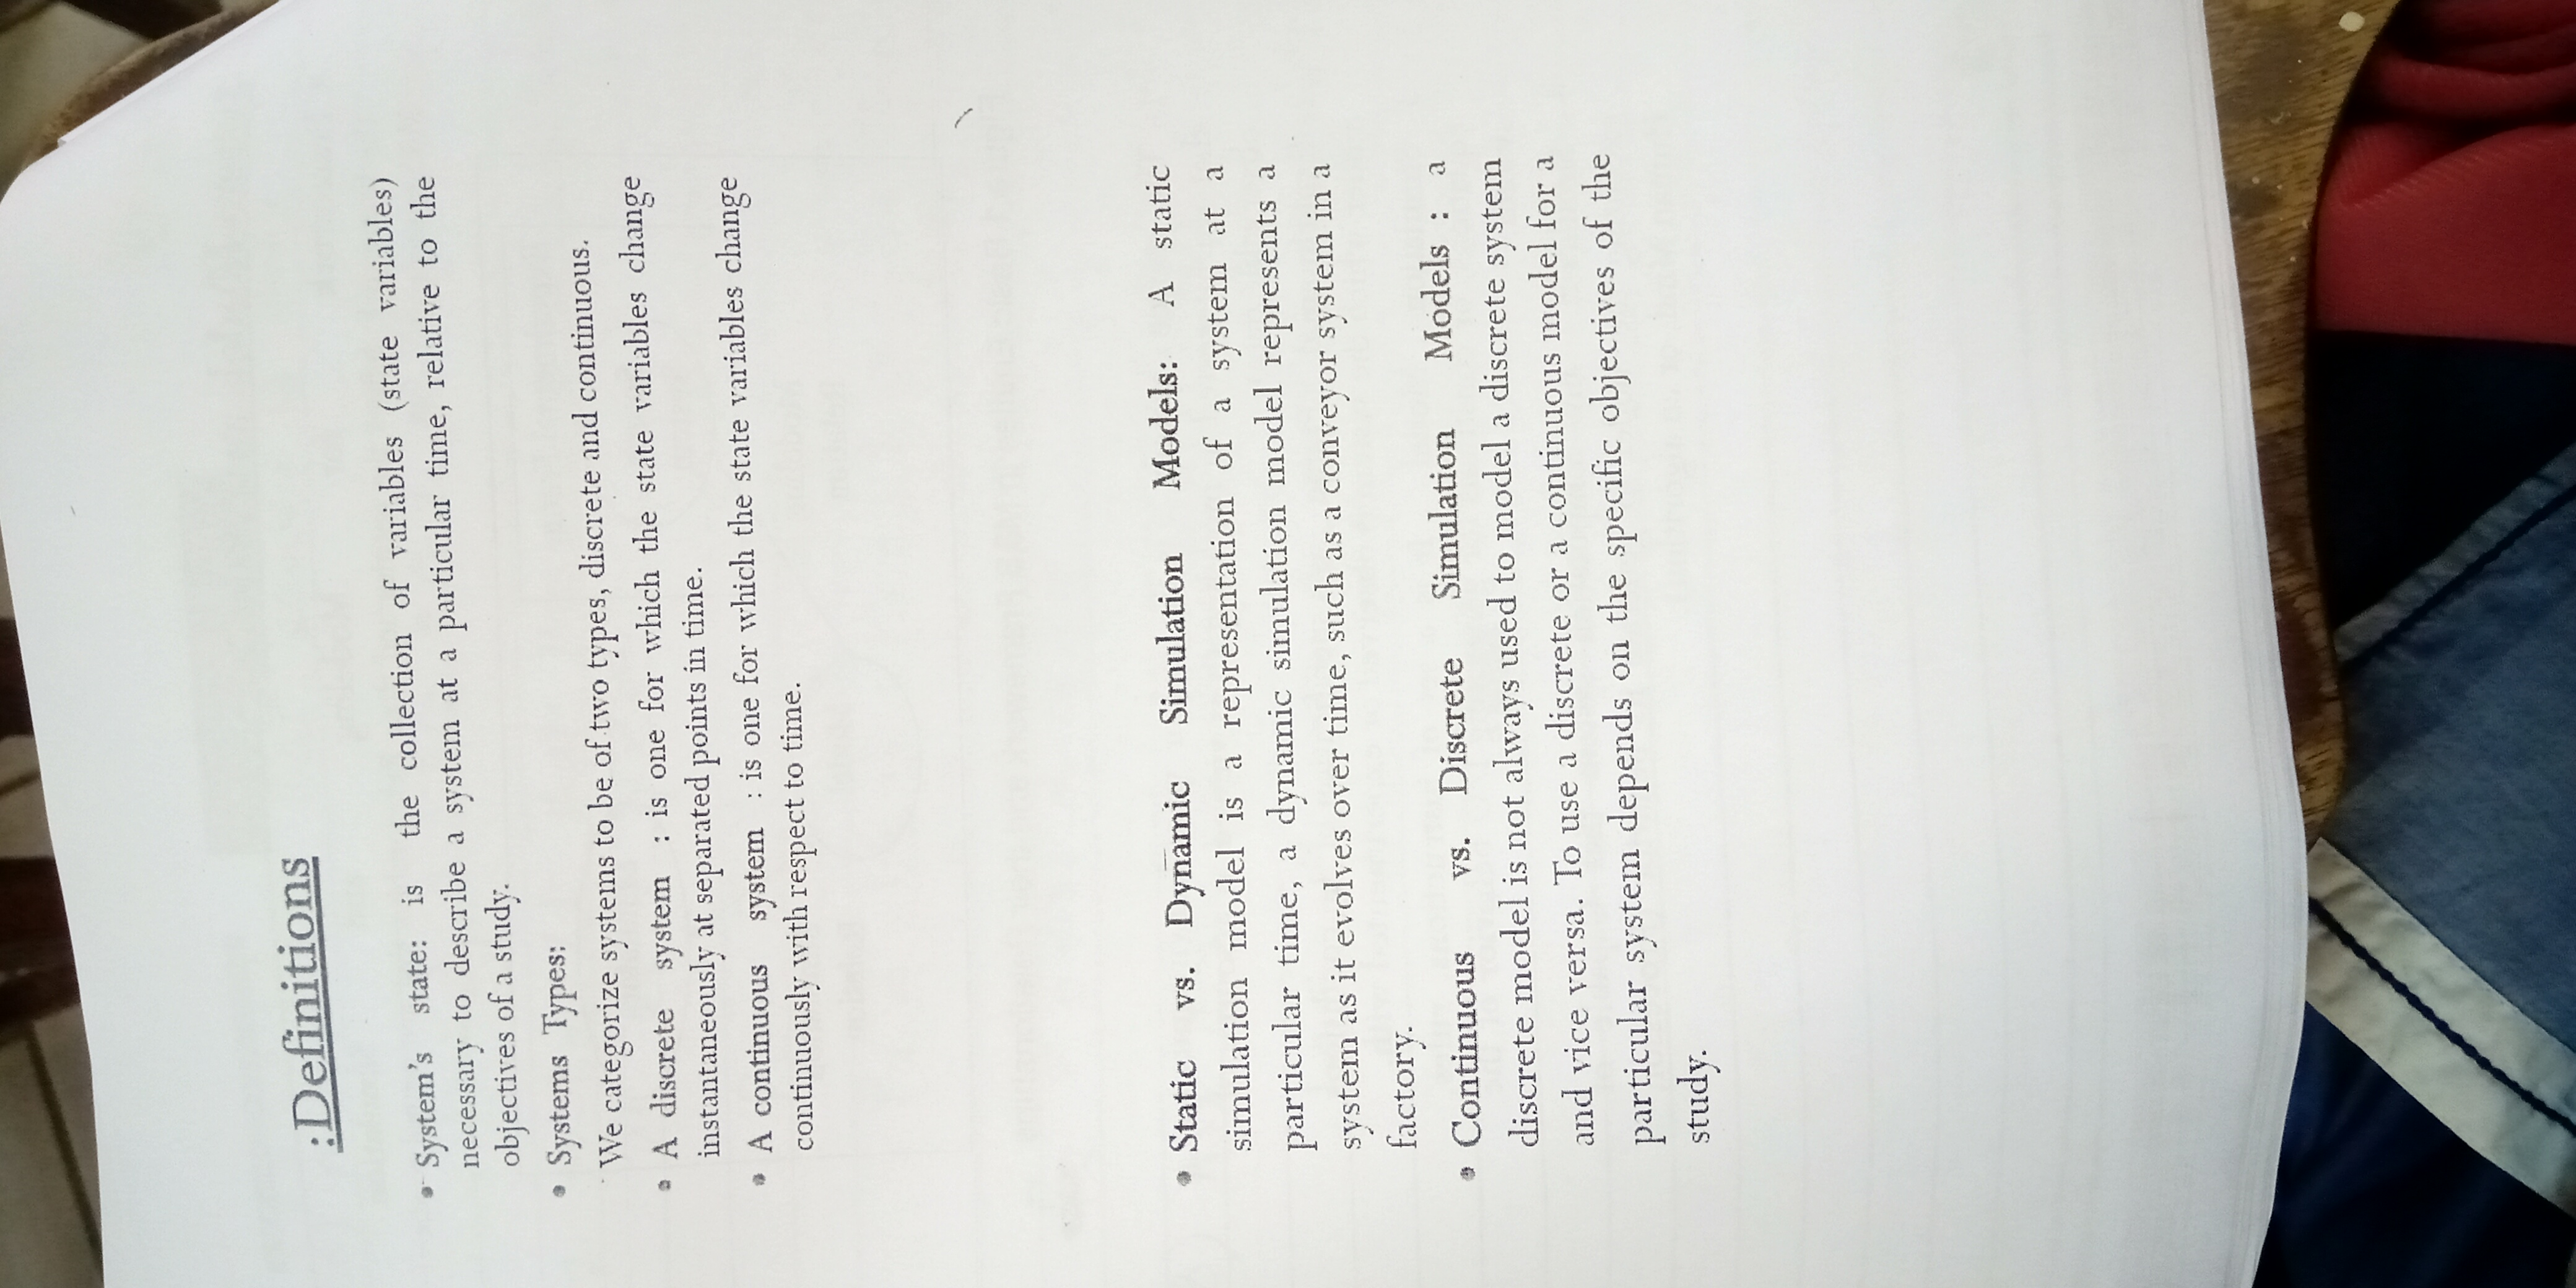 :Definitions
• System's state: is the collection of variables (state variables)
necessary to describe a system at a particular time, relative to the
objectives of a study.
• Systems Types:
We categorize systems to be of two types, discrete and continuous.
• A discrete system : is one for which the state variables change
instantaneously at separated points in time.
• A continuous system : is one for which the state variables change
continuously with respect to time.
• Static vs. Dynamic Simulation Models: A static
simulation model is a representation of a system at a
particular time, a dynamic simulation model represents a
system as it evolves over time, such as a conveyor system in a
factory.
• Continuous vs. Discrete Simulation Models : a
discrete model is not always used to model a discrete system
and vice versa. To use a discrete or a continuous model for a
particular system depends on the specific objectives of the
study.